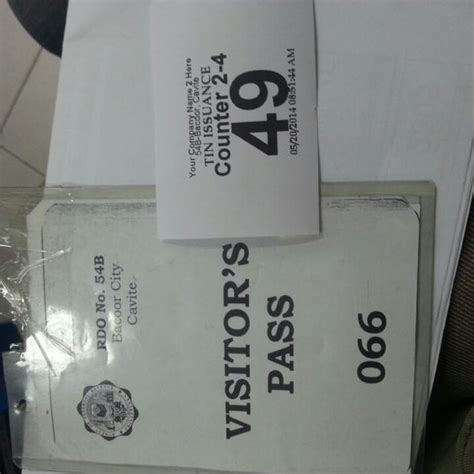 Your Company Name 2 Here
54B-Bacoor, Cavite
TIN ISSUANCE
Counter 2-4
49
05/20/2014 08:51:44 AM
RDO No. 54B
Bacoor City
Cavite
VISITOR'S
PASS
066